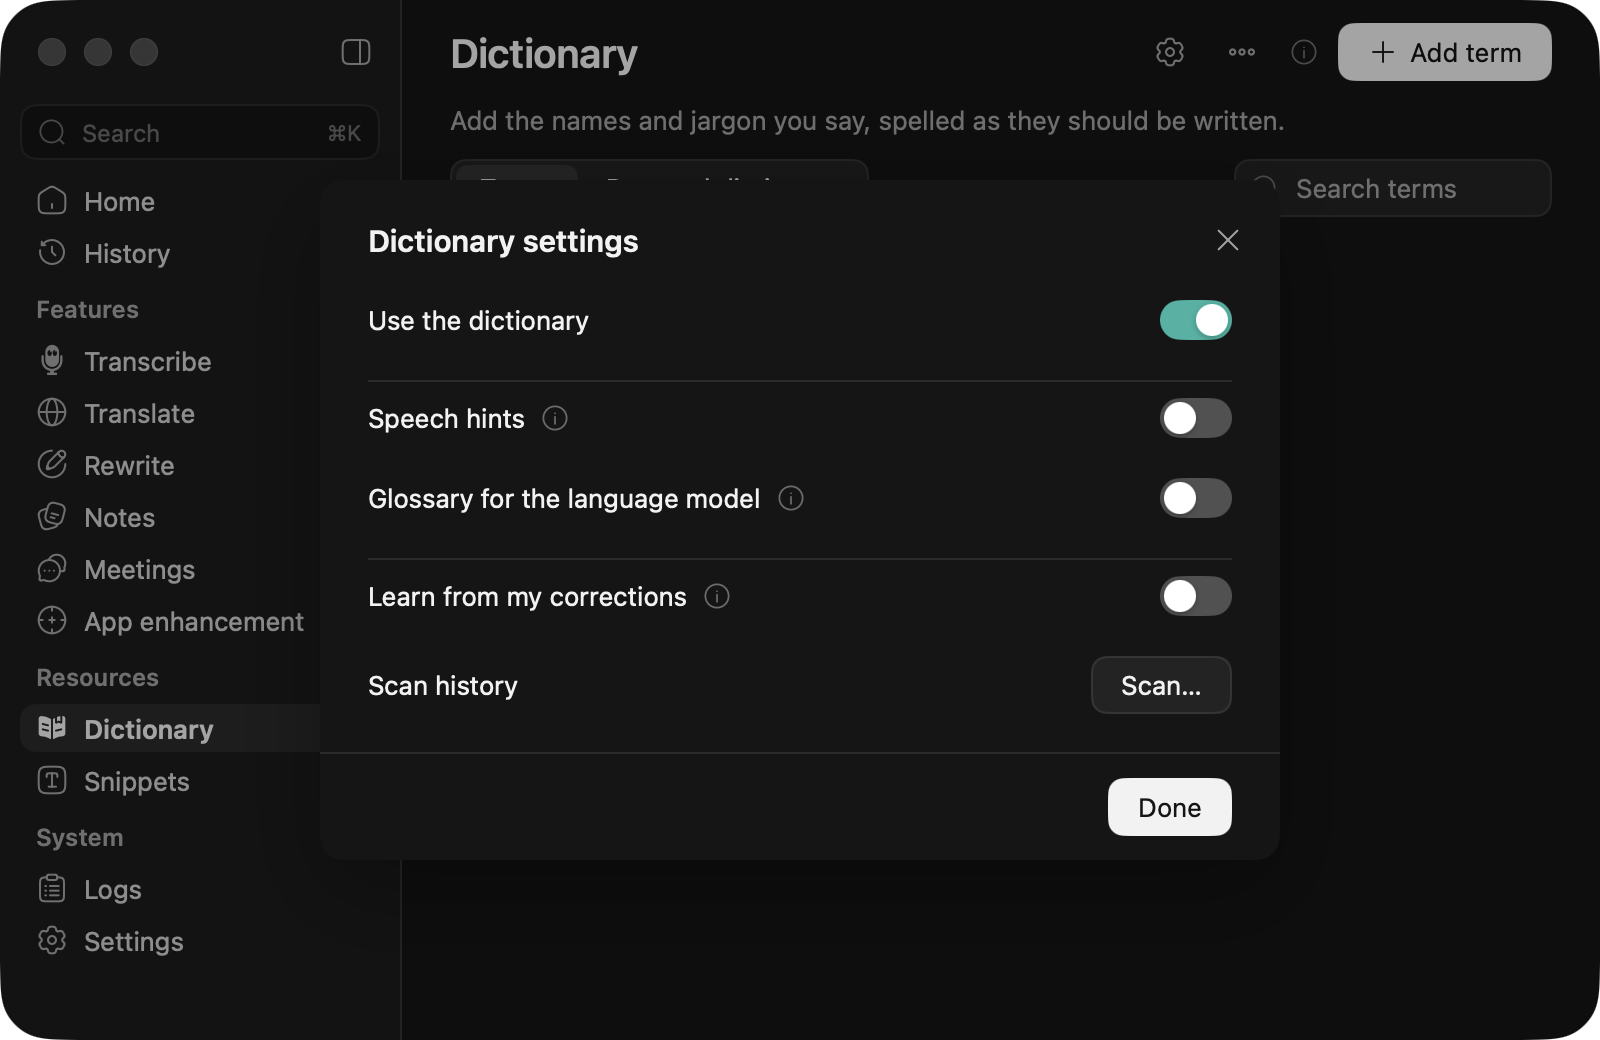 Dictionary
Add term
Search ⌘K
Add the names and jargon you say, spelled as they should be written.
Search terms
Home
History
Features
Transcribe
Translate
Rewrite
Notes
Meetings
App enhancement
Resources
Dictionary
Snippets
System
Logs
Settings
Dictionary settings
Use the dictionary
Speech hints
Glossary for the language model
Learn from my corrections
Scan history
Scan...
Done